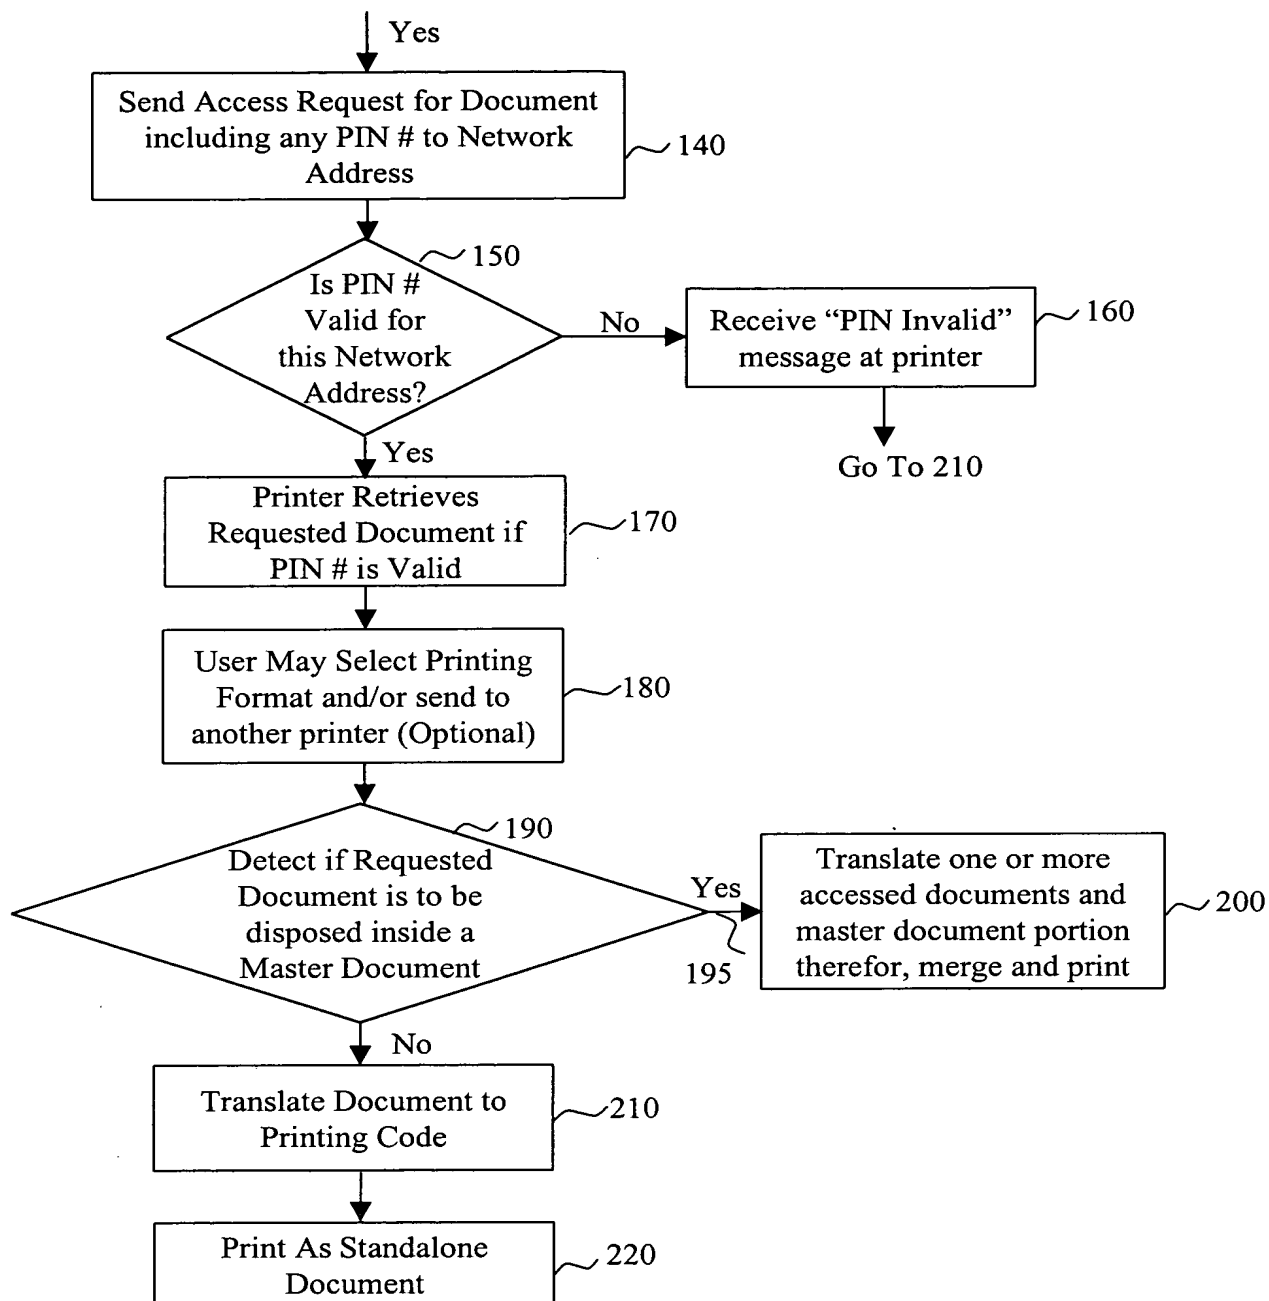 Yes
Send Access Request for Document
including any PIN # to Network
Address
140
150
Is PIN #
Valid for
this Network
Address?
No
Receive “PIN Invalid”
message at printer
160
Go To 210
Yes
Printer Retrieves
Requested Document if
PIN # is Valid
170
User May Select Printing
Format and/or send to
another printer (Optional)
180
190
Detect if Requested
Document is to be
disposed inside a
Master Document
Yes
195
Translate one or more
accessed documents and
master document portion
therefor, merge and print
200
No
Translate Document to
Printing Code
210
Print As Standalone
Document
220